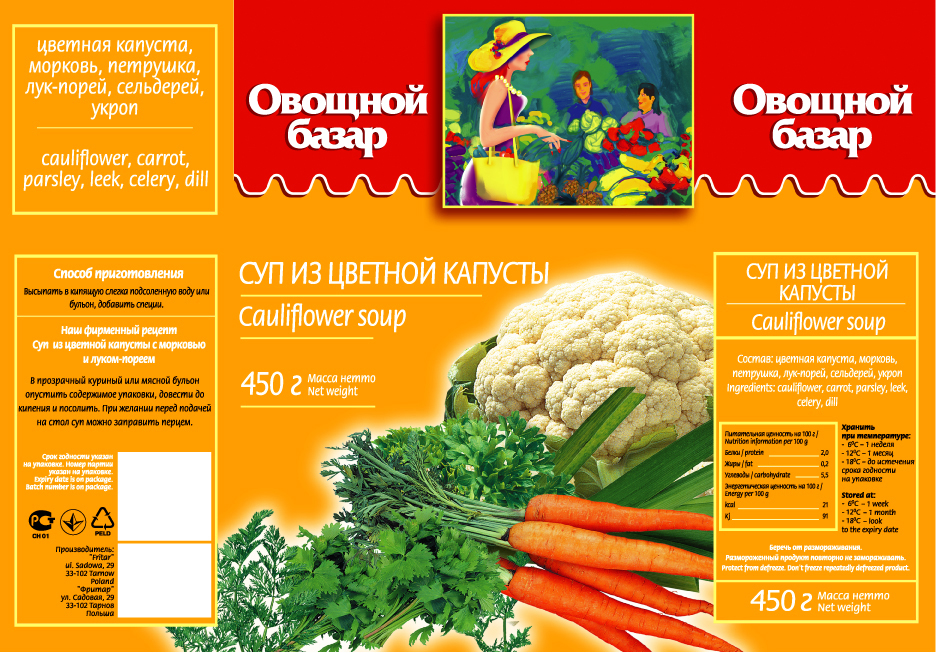 цветная капуста,
морковь, петрушка,
лук-порей, сельдерей,
укроп
cauliflower, carrot,
parsley, leek, celery, dill
Способ приготовления
Высыпать в кипящую слегка подсоленную воду или
бульон, добавить специи.
Наш фирменный рецепт
Суп из цветной капусты с морковью
и луком-пореем
В прозрачный куриный или мясной бульон
опустить содержимое упаковки, довести до
кипения и посолить. При желании перед подачей
на стол суп можно заправить перцем.
Срок годности указан
на упаковке. Номер партии
указан на упаковке.
Expiry date is on package.
Batch number is on package.
РС
СН 01
PELD
Производитель:
"Fritar"
ul. Sadowa, 29
33-102 Tarnow
Poland
"Фритар"
ул. Садовая, 29
33-102 Тарнов
Польша
Овощной
базар
СУП ИЗ ЦВЕТНОЙ КАПУСТЫ
Cauliflower soup
450 г Масса нетто
Net weight
Овощной
базар
СУП ИЗ ЦВЕТНОЙ
КАПУСТЫ
Cauliflower soup
Состав: цветная капуста, морковь,
петрушка, лук-порей, сельдерей, укроп
Ingredients: cauliflower, carrot, parsley, leek,
celery, dill
Питательная ценность на 100 г /
Nutrition information per 100 g
Белки / protein 2,0
Жиры / fat 0,2
Углеводы / carbohydrate 5,5
Энергетическая ценность на 100 г /
Energy per 100 g
kcal 21
Kj 91
Хранить
при температуре:
- 6ºС – 1 неделя
- 12ºС – 1 месяц
- 18ºС – до истечения
срока годности
на упаковке
Stored at:
- 6ºC – 1 week
- 12ºC – 1 month
- 18ºC – look
to the expiry date
Беречь от размораживания.
Размороженный продукт повторно не замораживать.
Protect from defreeze. Don't freeze repeatedly defreezed product.
450 г Масса нетто
Net weight